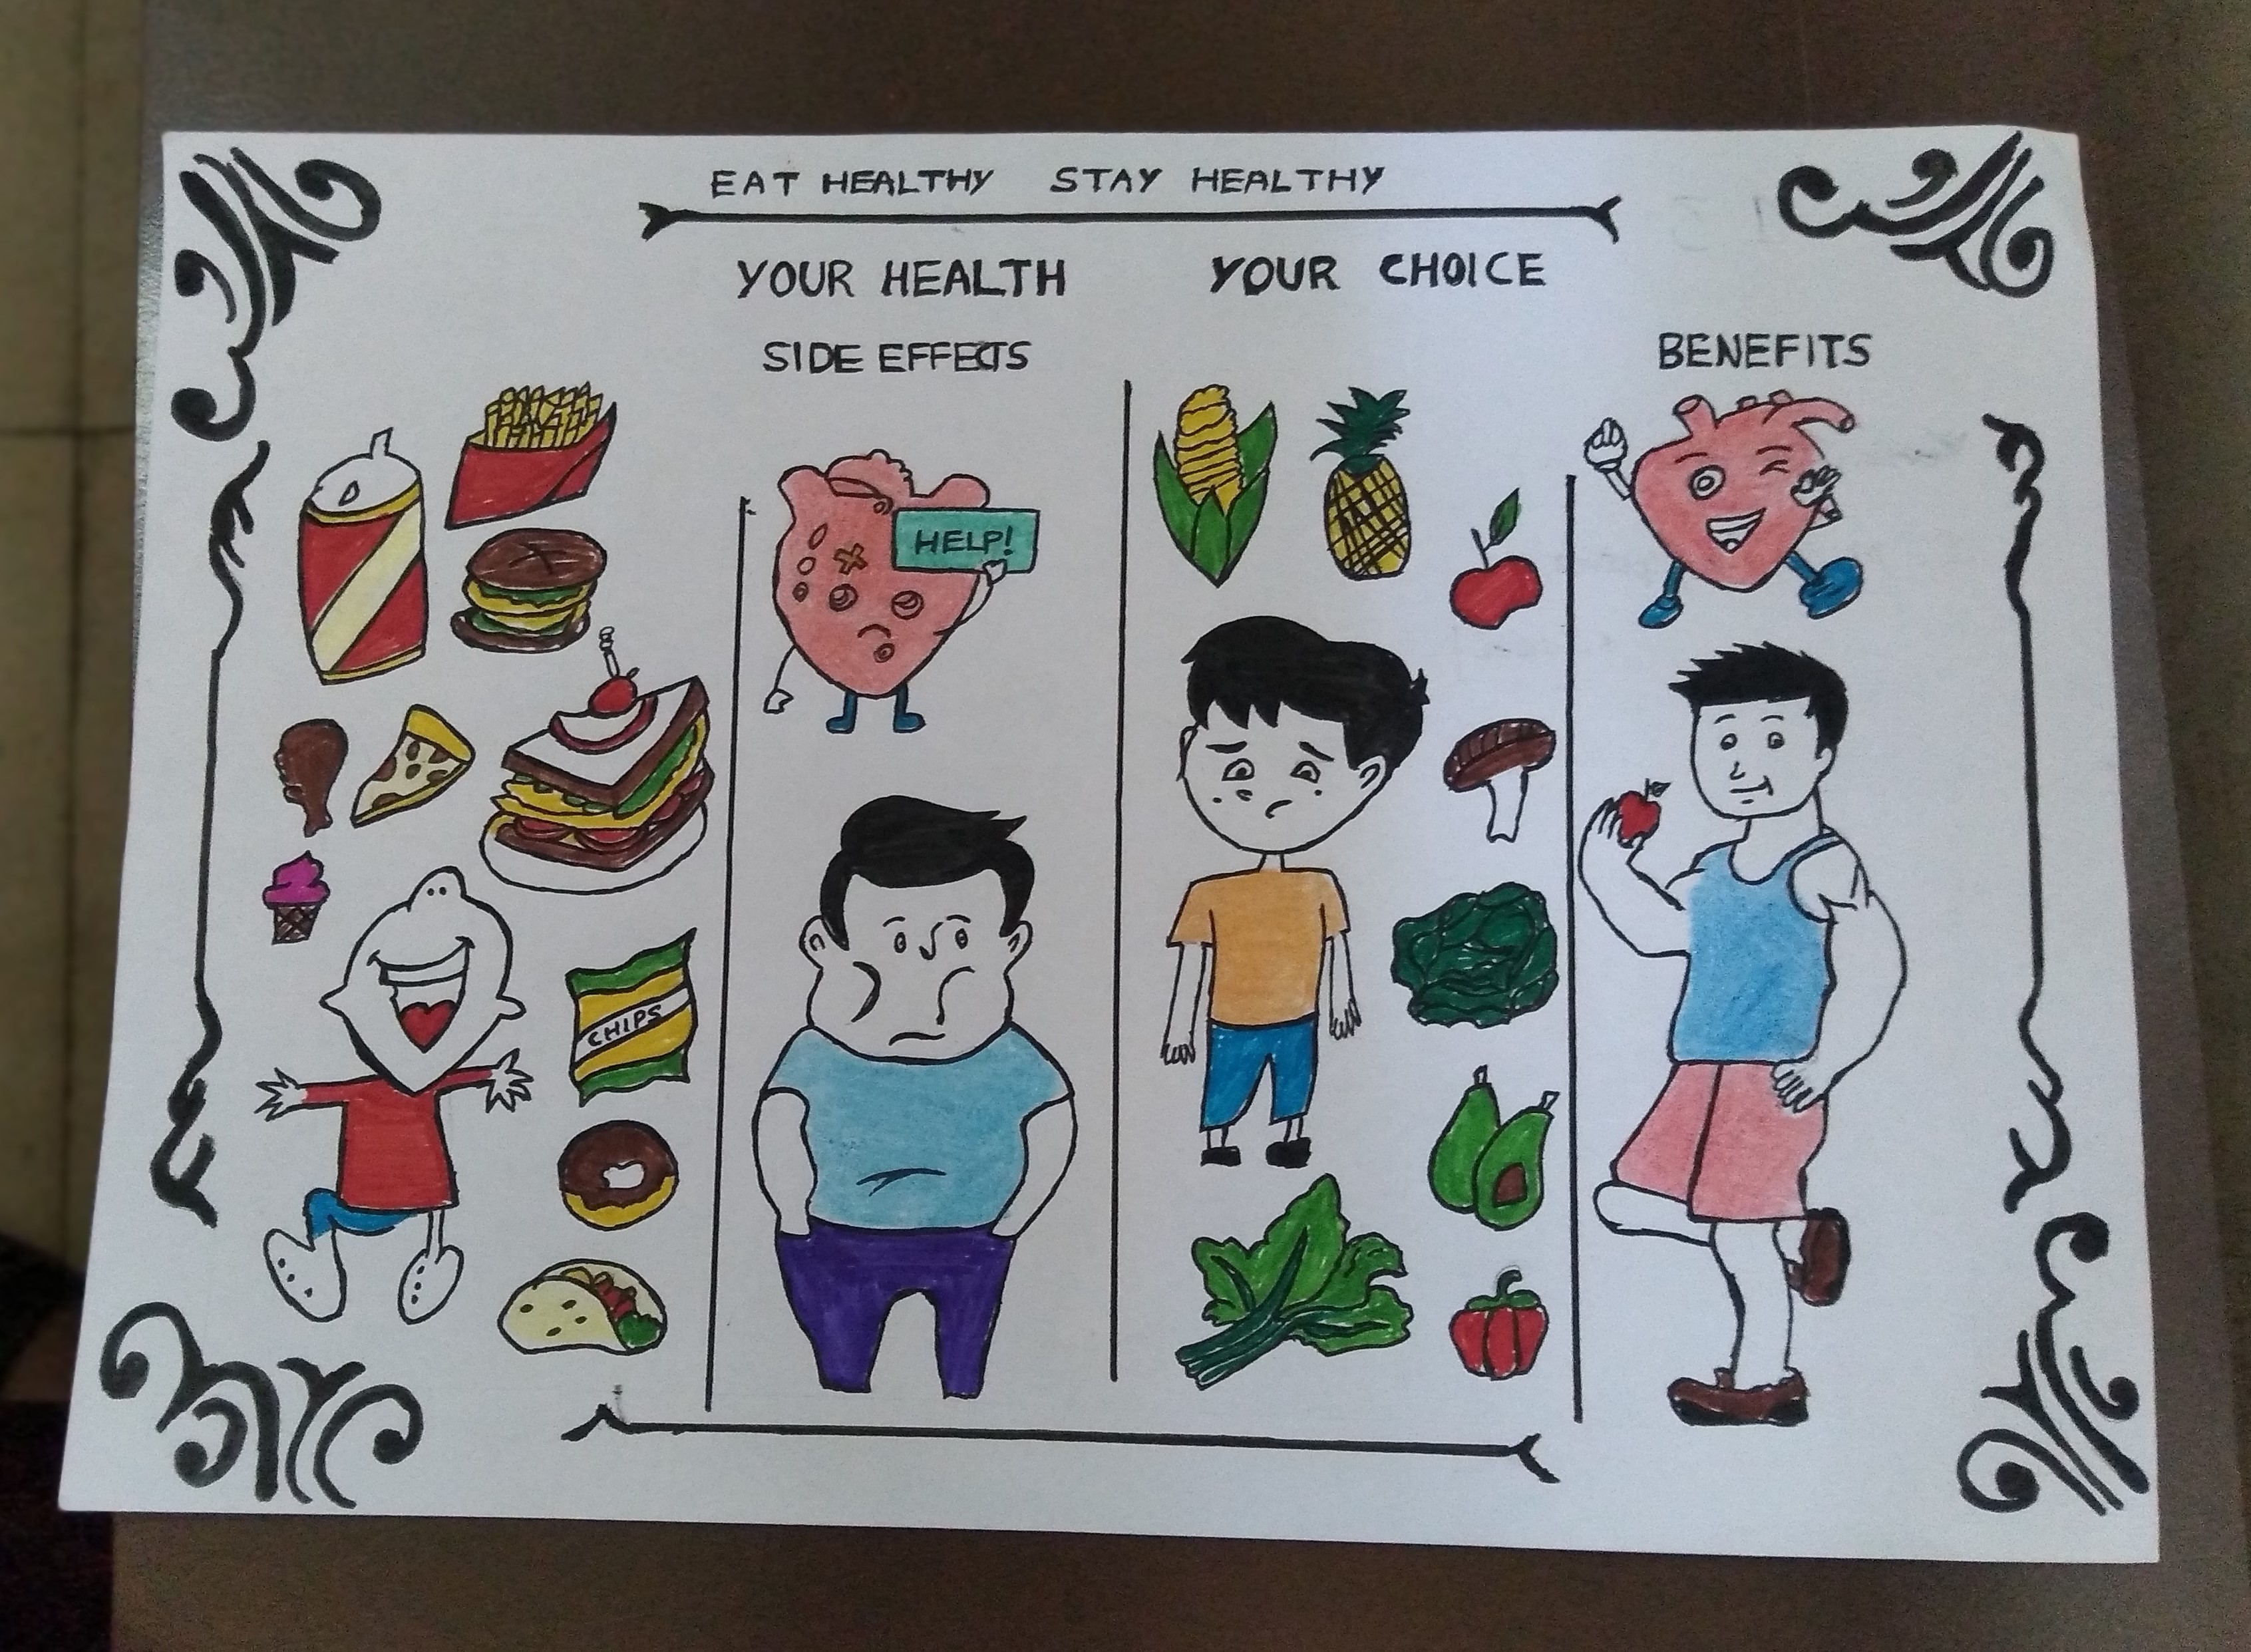 EAT HEALTHY STAY HEALTHY
YOUR HEALTH YOUR CHOICE
SIDE EFFECTS
BENEFITS
HELP!
CHIPS